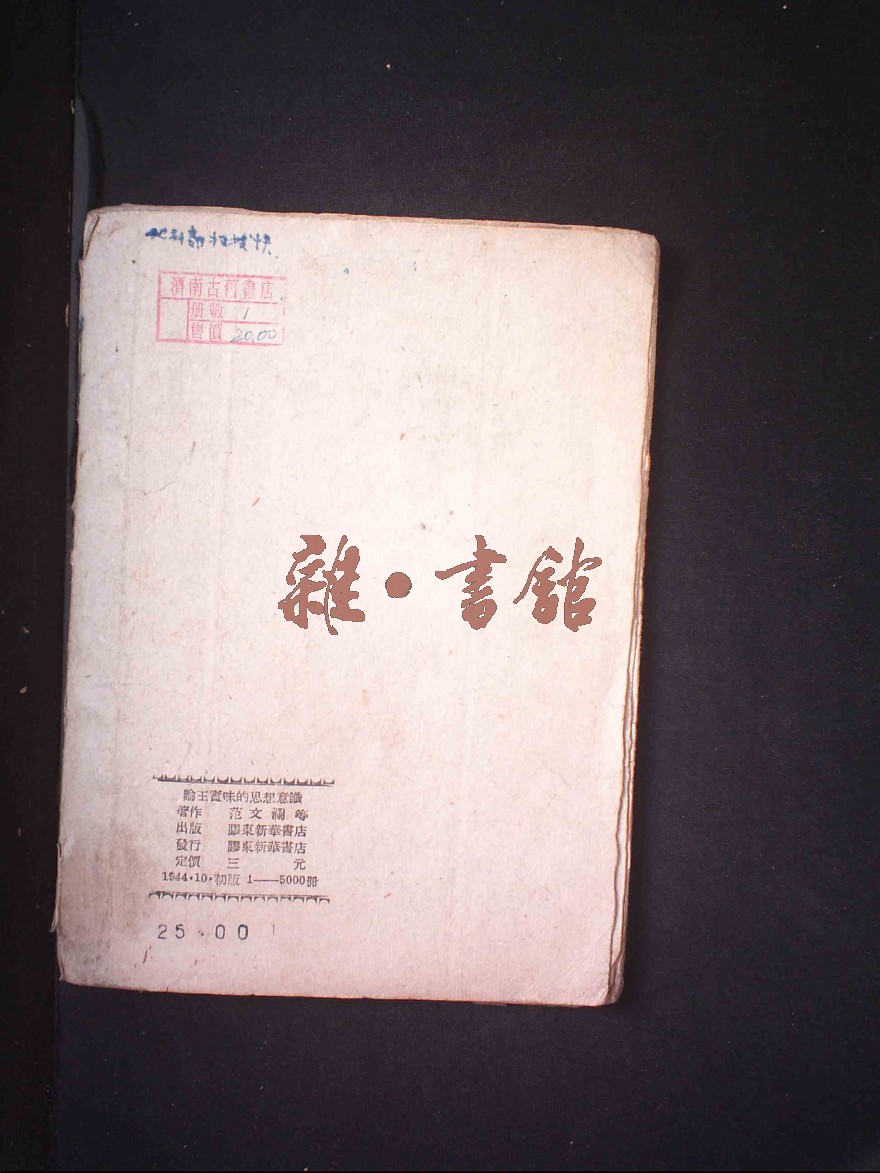 濟南古舊書店
册數 1
售價 20.00
雜·書館
論王實味的思想意識
著作 范文瀾等
出版 膠東新華書店
發行 膠東新華書店
定價 三元
1944·10·初版 1——5000册
25.00